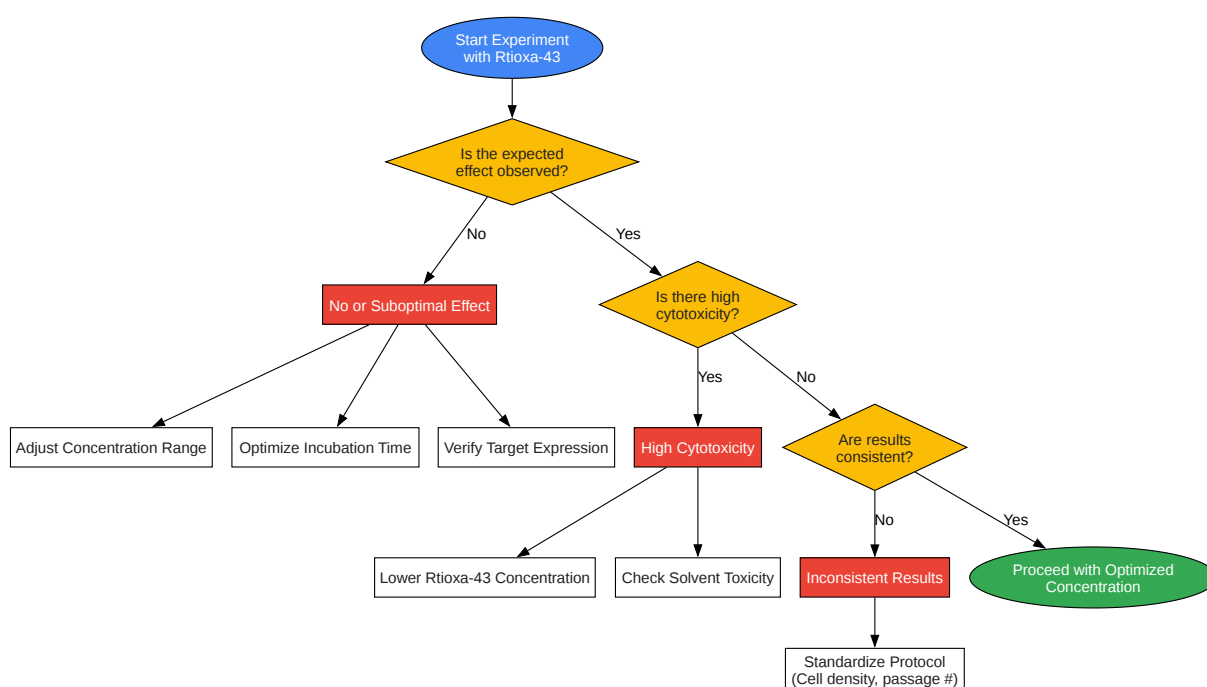 Start Experiment
with Rtioxa-43
Is the expected
effect observed?
No
Yes
No or Suboptimal Effect
Is there high
cytotoxicity?
Yes
No
Adjust Concentration Range
Optimize Incubation Time
Verify Target Expression
High Cytotoxicity
Are results
consistent?
No
Yes
Lower Rtioxa-43 Concentration
Check Solvent Toxicity
Inconsistent Results
Proceed with Optimized
Concentration
Standardize Protocol
(Cell density, passage #)